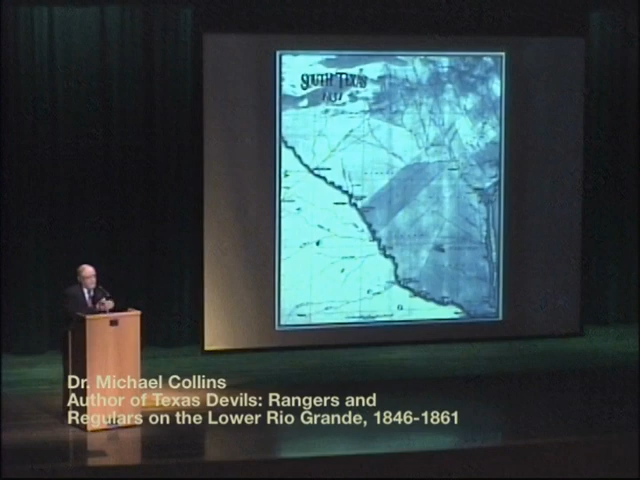 SOUTH TEXAS
Dr. Michael Collins
Author of Texas Devils: Rangers and
Regulars on the Lower Rio Grande, 1846-1861